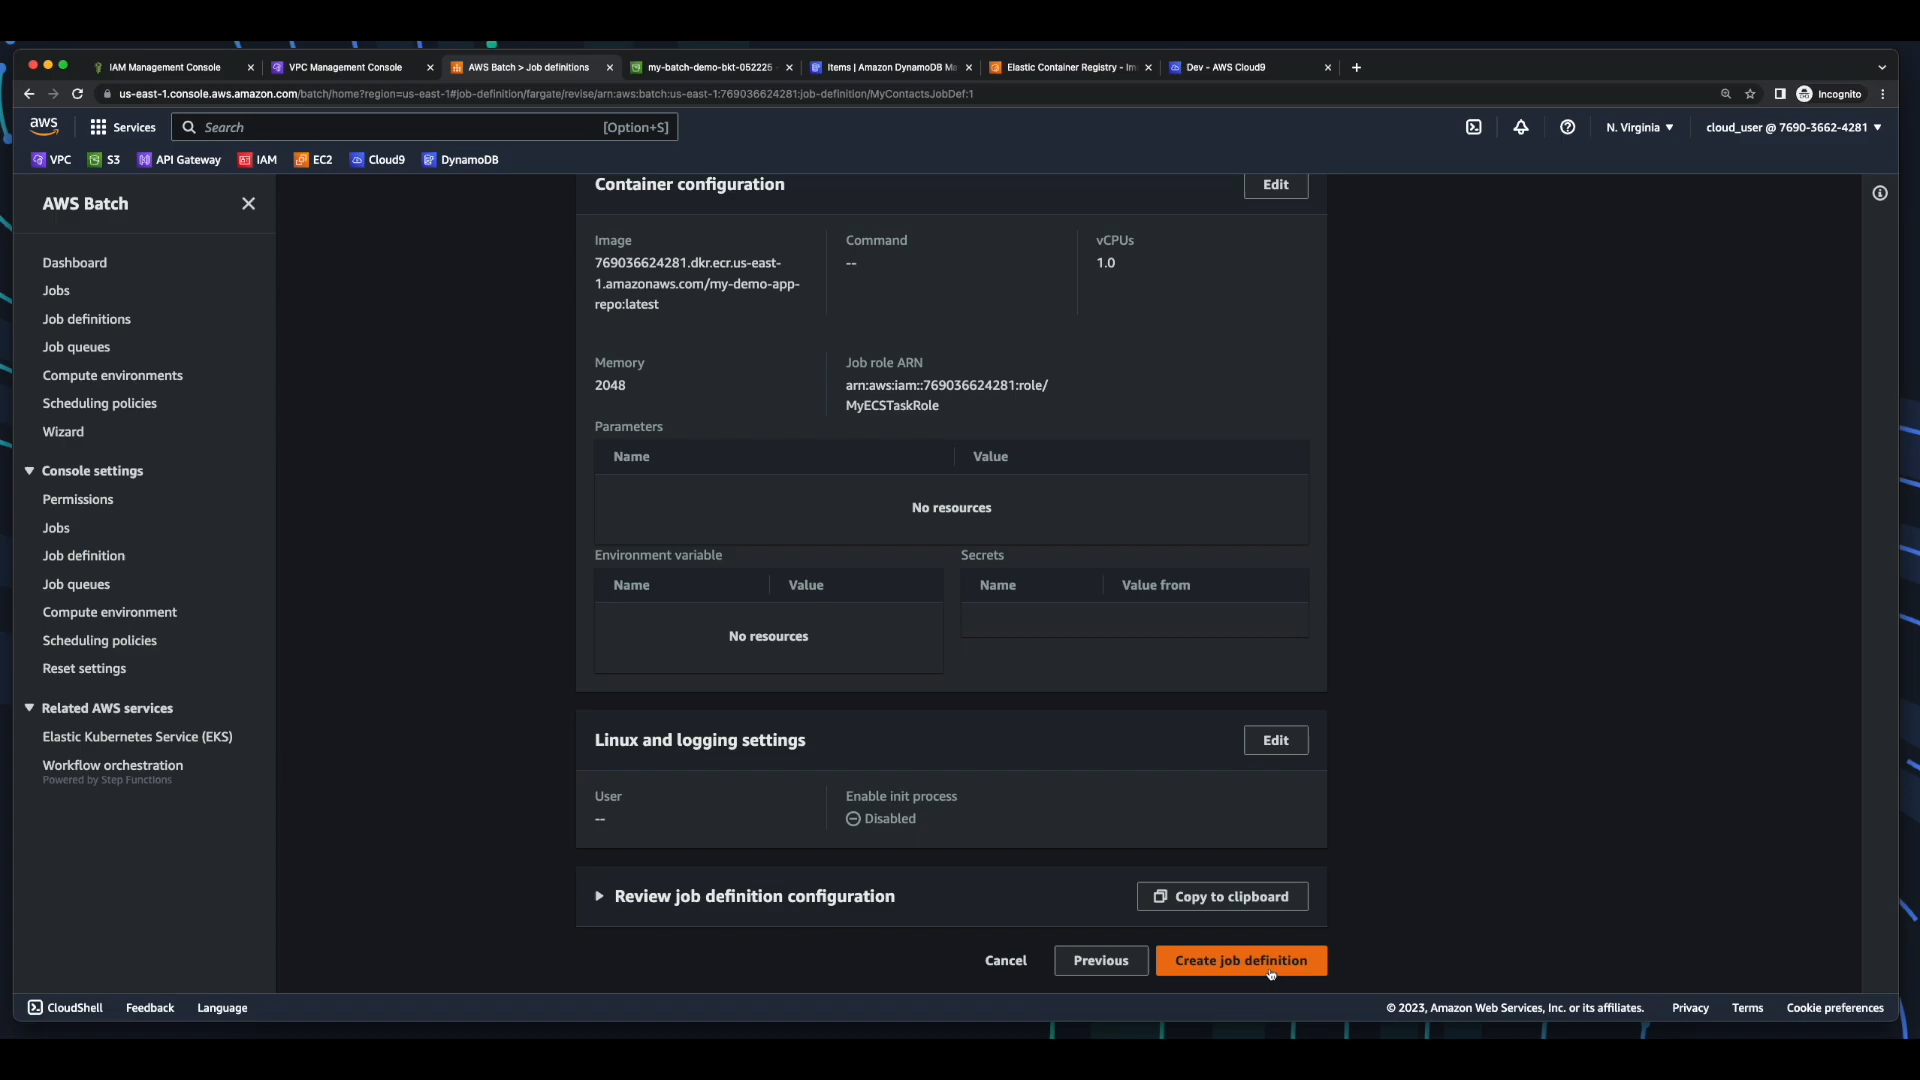 IAM Management Console
VPC Management Console
AWS Batch > Job definitions
my-batch-demo-bkt-052225
Items | Amazon DynamoDB Ma
Elastic Container Registry - Im
Dev - AWS Cloud9
us-east-1.console.aws.amazon.com/batch/home?region=us-east-1#job-definition/fargate/revise/arn:aws:batch:us-east-1:769036624281:job-definition/MyContactsJobDef:1
Incognito
aws
Services
Search
[Option+S]
N. Virginia
cloud_user @ 7690-3662-4281
VPC
S3
API Gateway
IAM
EC2
Cloud9
DynamoDB
AWS Batch
Dashboard
Jobs
Job definitions
Job queues
Compute environments
Scheduling policies
Wizard
Console settings
Permissions
Jobs
Job definition
Job queues
Compute environment
Scheduling policies
Reset settings
Related AWS services
Elastic Kubernetes Service (EKS)
Workflow orchestration
Powered by Step Functions
Container configuration
Edit
Image
769036624281.dkr.ecr.us-east-
1.amazonaws.com/my-demo-app-
repo:latest
Command
--
vCPUs
1.0
Memory
2048
Job role ARN
arn:aws:iam::769036624281:role/
MyECSTaskRole
Parameters
Name
Value
No resources
Environment variable
Name
Value
No resources
Secrets
Name
Value from
Linux and logging settings
Edit
User
--
Enable init process
Disabled
Review job definition configuration
Copy to clipboard
Cancel
Previous
Create job definition
CloudShell
Feedback
Language
© 2023, Amazon Web Services, Inc. or its affiliates.
Privacy
Terms
Cookie preferences